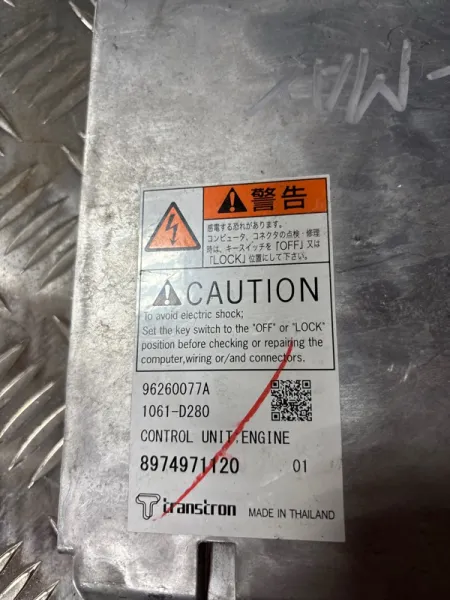 警告
感電する恐れがあります。
コンピュータ、コネクタの点検・修理
時は、キースイッチを「OFF」又は
「LOCK」位置にして下さい。
CAUTION
To avoid electric shock;
Set the key switch to the "OFF" or "LOCK"
position before checking or repairing the
computer,wiring or/and connectors.
96260077A
1061-D280
CONTROL UNIT;ENGINE
8974971120 01
transtron MADE IN THAILAND